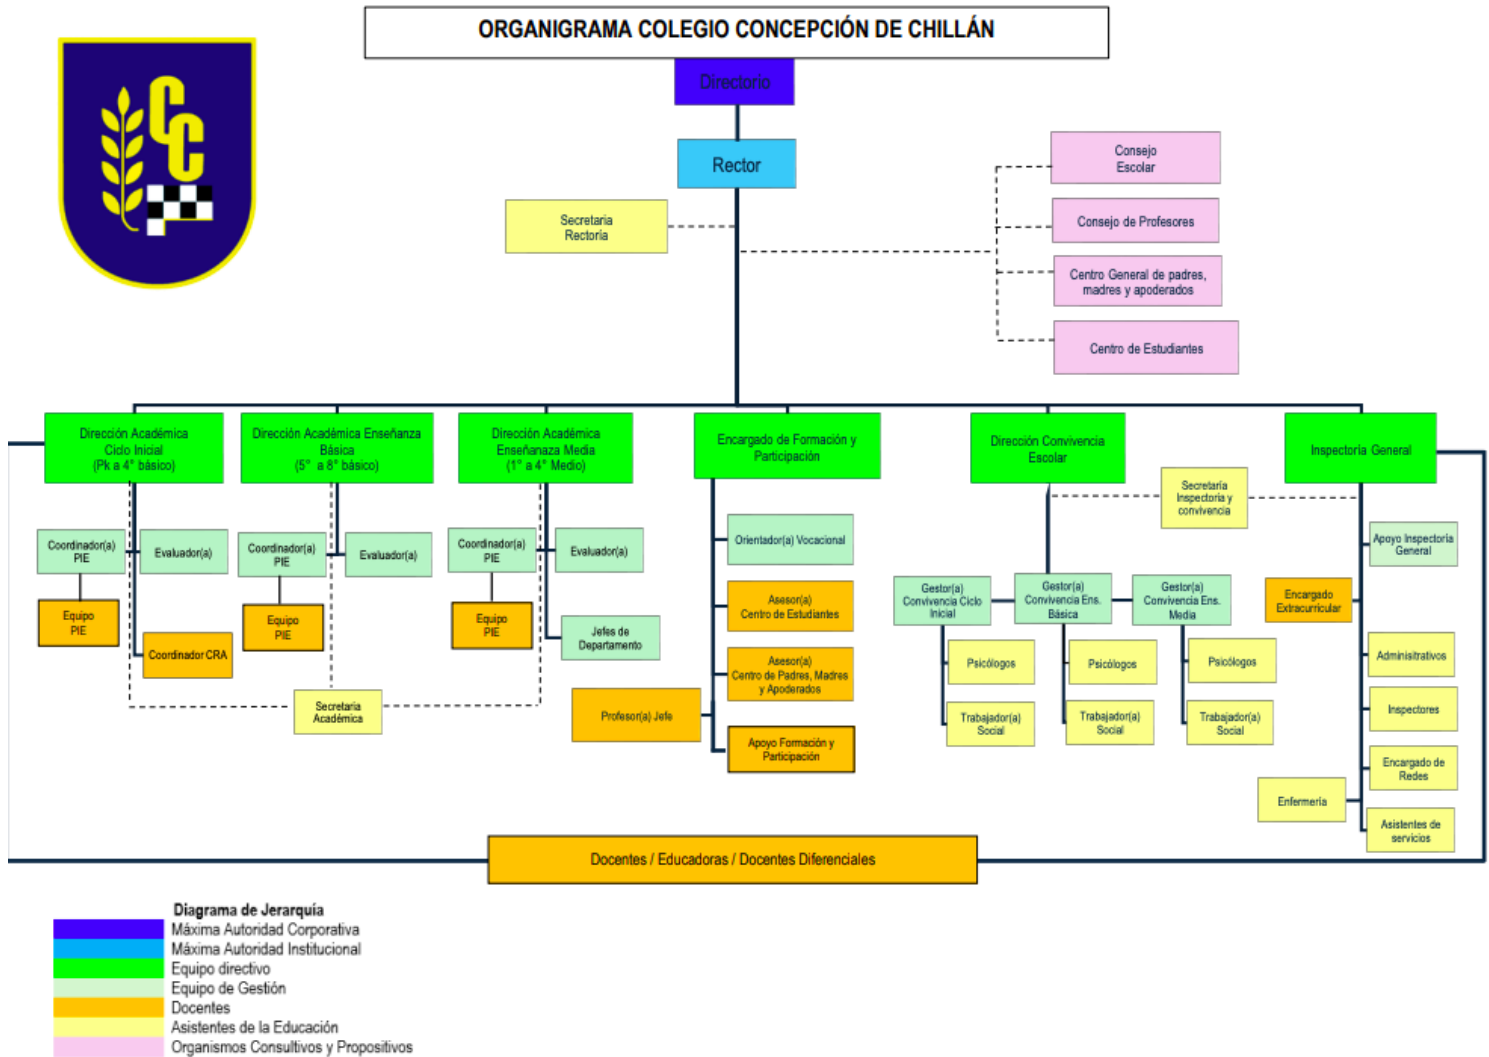 ORGANIGRAMA COLEGIO CONCEPCIÓN DE CHILLÁN
CC
Directorio
Rector
Secretaria
Rectoría
Consejo
Escolar
Consejo de Profesores
Centro General de padres,
madres y apoderados
Centro de Estudiantes
Dirección Académica
Ciclo Inicial
(Pk a 4° básico)
Dirección Académica Enseñanza
Básica
(5° a 8° básico)
Dirección Académica
Enseñanaza Media
(1° a 4° Medio)
Encargado de Formación y
Participación
Dirección Convivencia
Escolar
Inspectoría General
Secretaría
Inspectoria y
convivencia
Coordinador(a)
PIE
Evaluador(a)
Coordinador(a)
PIE
Evaluador(a)
Coordinador(a)
PIE
Evaluador(a)
Orientador(a) Vocacional
Apoyo Inspectoría
General
Equipo
PIE
Coordinador CRA
Equipo
PIE
Equipo
PIE
Jefes de
Departamento
Asesor(a)
Centro de Estudiantes
Gestor(a)
Convivencia Ciclo
Inicial
Gestor(a)
Convivencia Ens.
Básica
Gestor(a)
Convivencia Ens.
Media
Encargado
Extracurricular
Asesor(a)
Centro de Padres, Madres
y Apoderados
Psicólogos
Psicólogos
Psicólogos
Adminisitrativos
Secretaria
Académica
Profesor(a) Jefe
Apoyo Formación y
Participación
Trabajador(a)
Social
Trabajador(a)
Social
Trabajador(a)
Social
Inspectores
Encargado de
Redes
Enfermería
Asistentes de
servicios
Docentes / Educadoras / Docentes Diferenciales
Diagrama de Jerarquía
Máxima Autoridad Corporativa
Máxima Autoridad Institucional
Equipo directivo
Equipo de Gestión
Docentes
Asistentes de la Educación
Organismos Consultivos y Propositivos